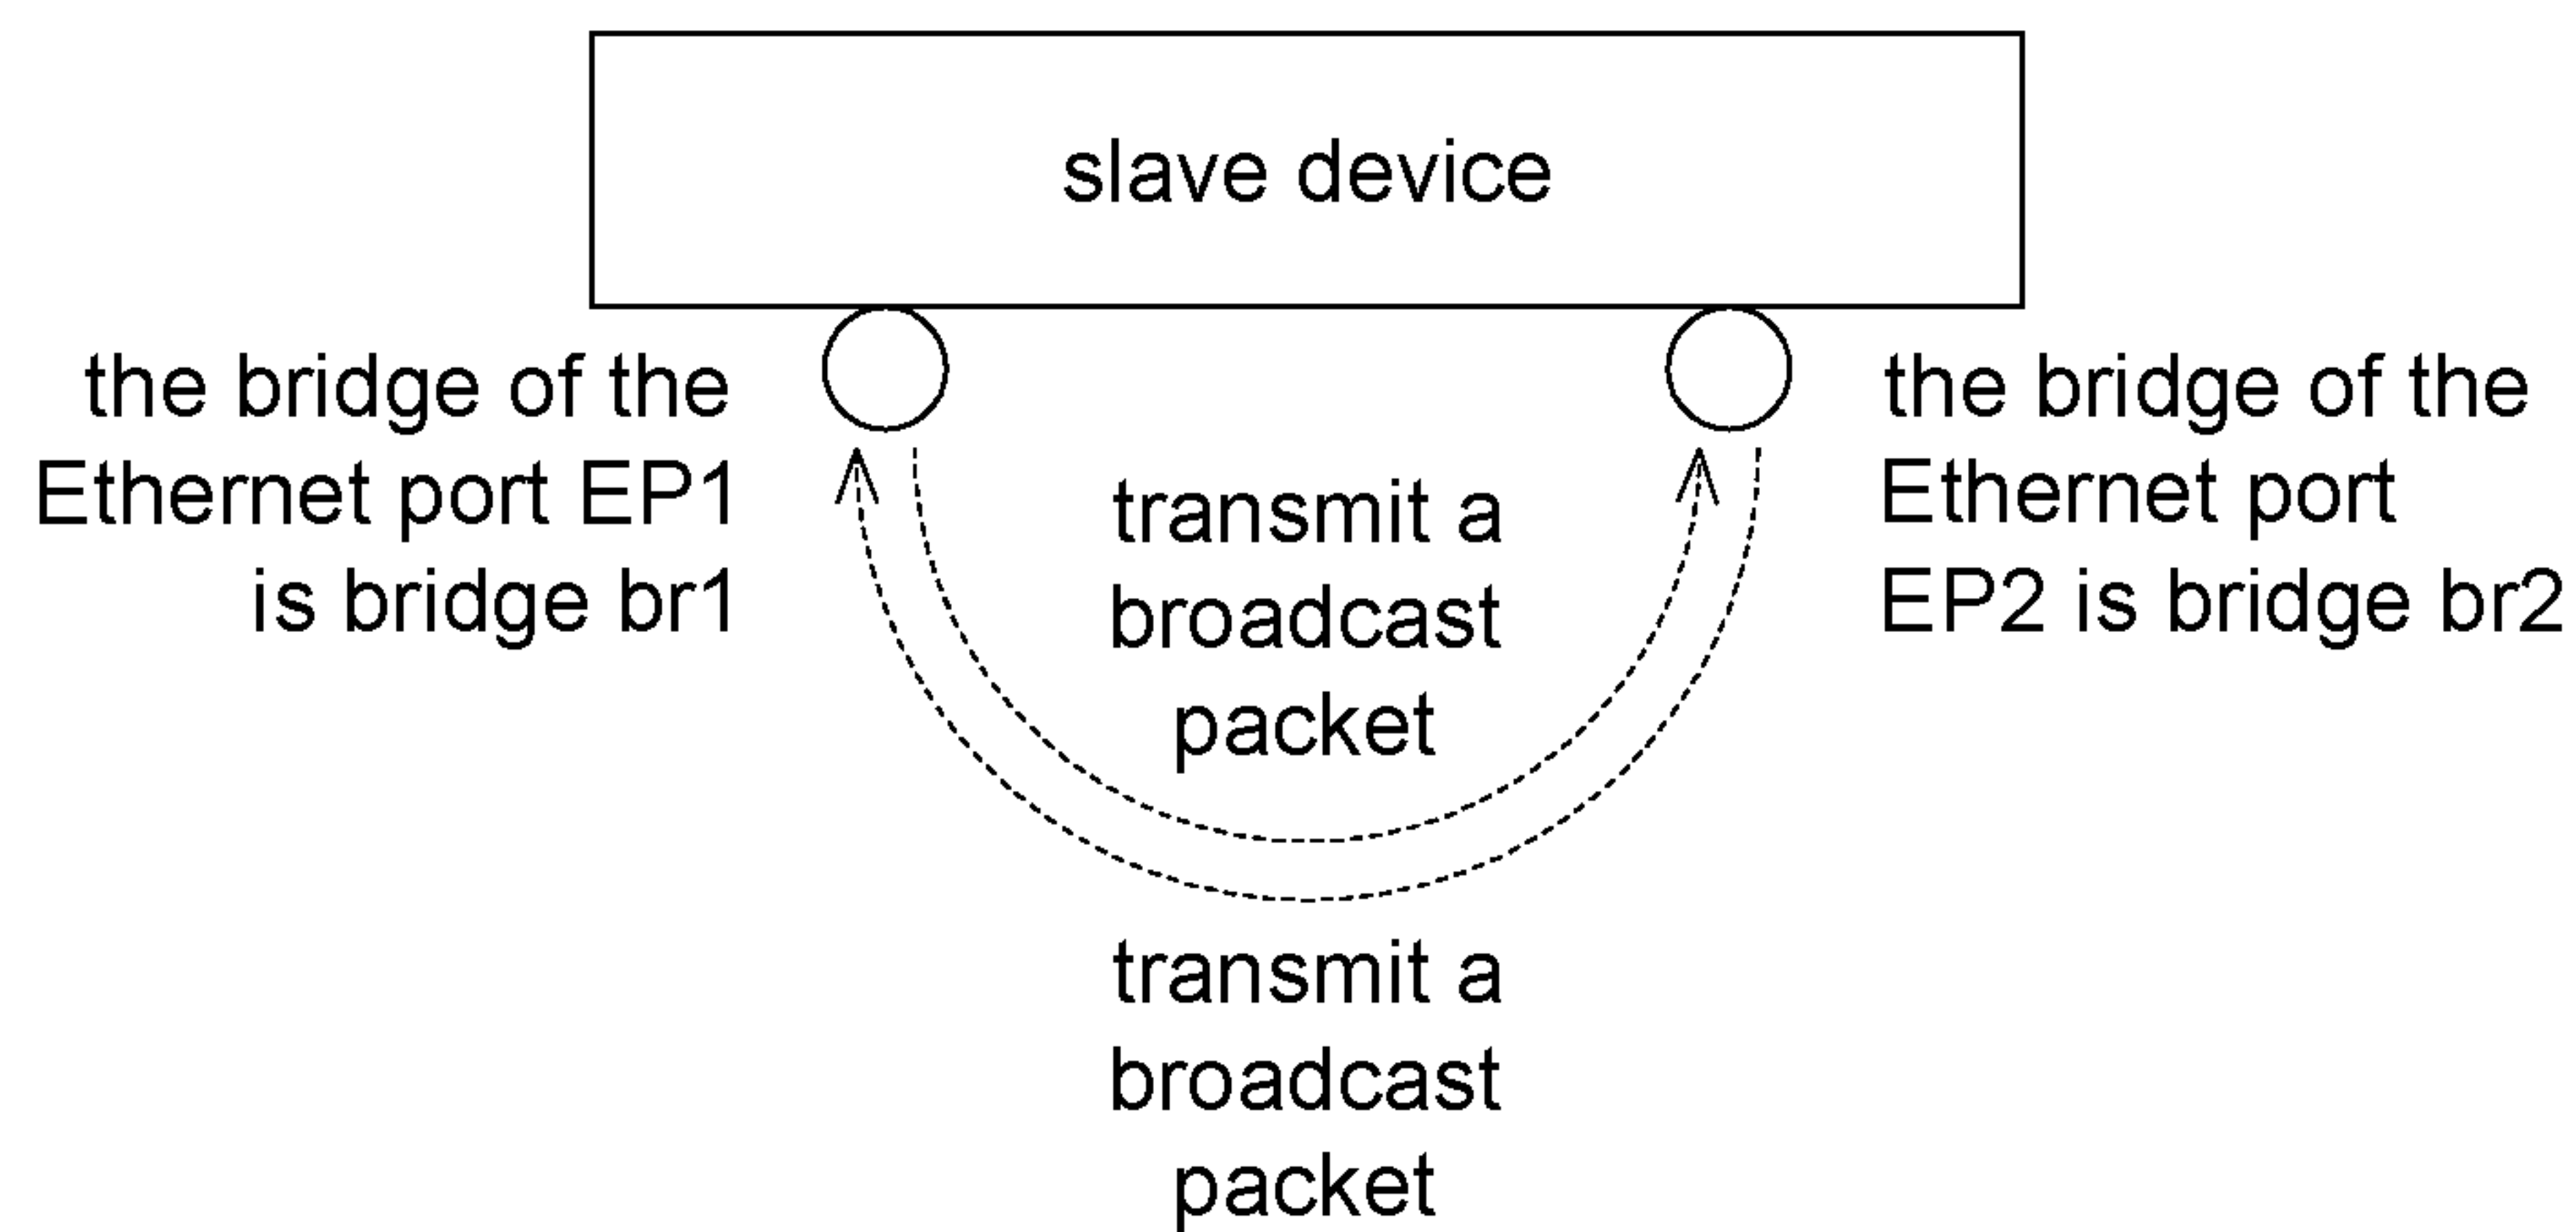 slave device
the bridge of the
Ethernet port EP1
is bridge br1
the bridge of the
Ethernet port
EP2 is bridge br2
transmit a
broadcast
packet
transmit a
broadcast
packet